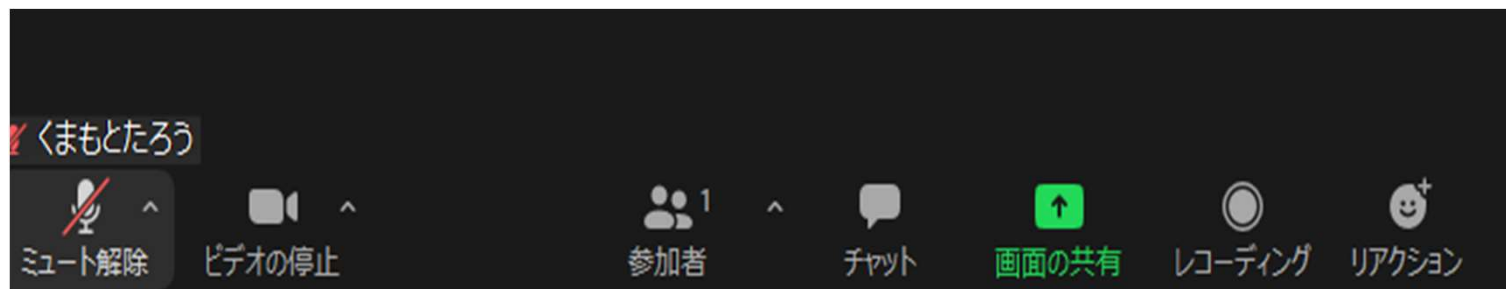 くまもとたろう
1
ミュート解除 ビデオの停止 参加者 チャット 画面の共有 レコーディング リアクション